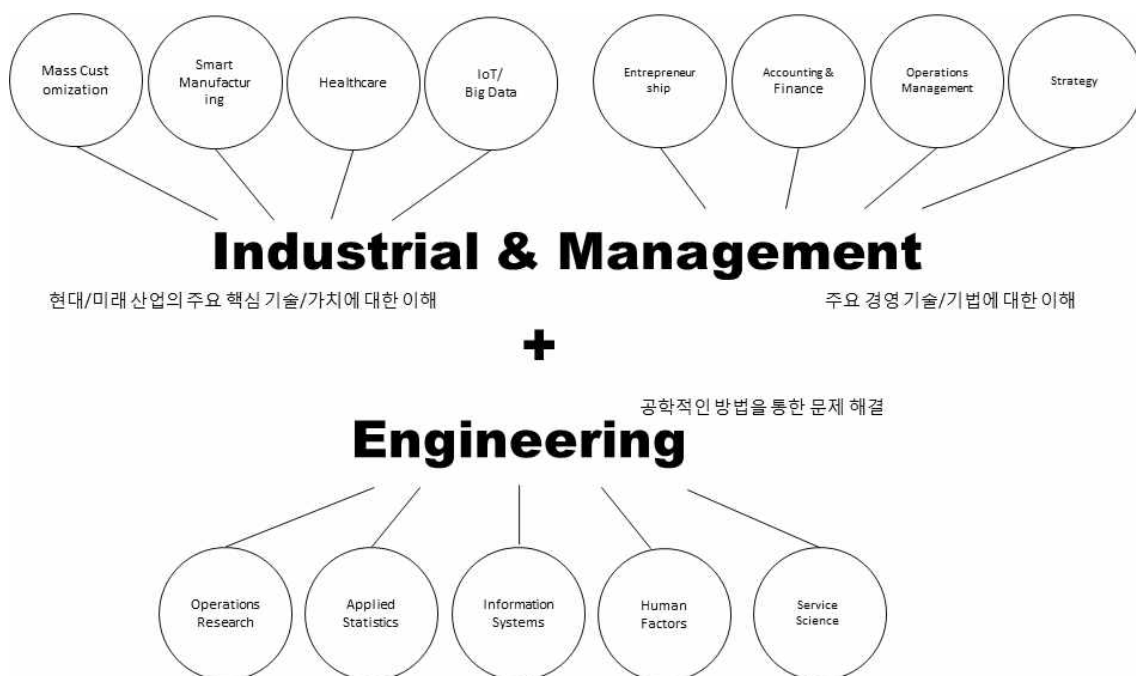 Mass Cust
omization
Smart
Manufactur
ing
Healthcare
IoT/
Big Data
Entrepreneur
ship
Accounting &
Finance
Operations
Management
Strategy
Industrial & Management
현대/미래 산업의 주요 핵심 기술/가치에 대한 이해
주요 경영 기술/기법에 대한 이해
+
공학적인 방법을 통한 문제 해결
Engineering
Operations
Research
Applied
Statistics
Information
Systems
Human
Factors
Service
Science